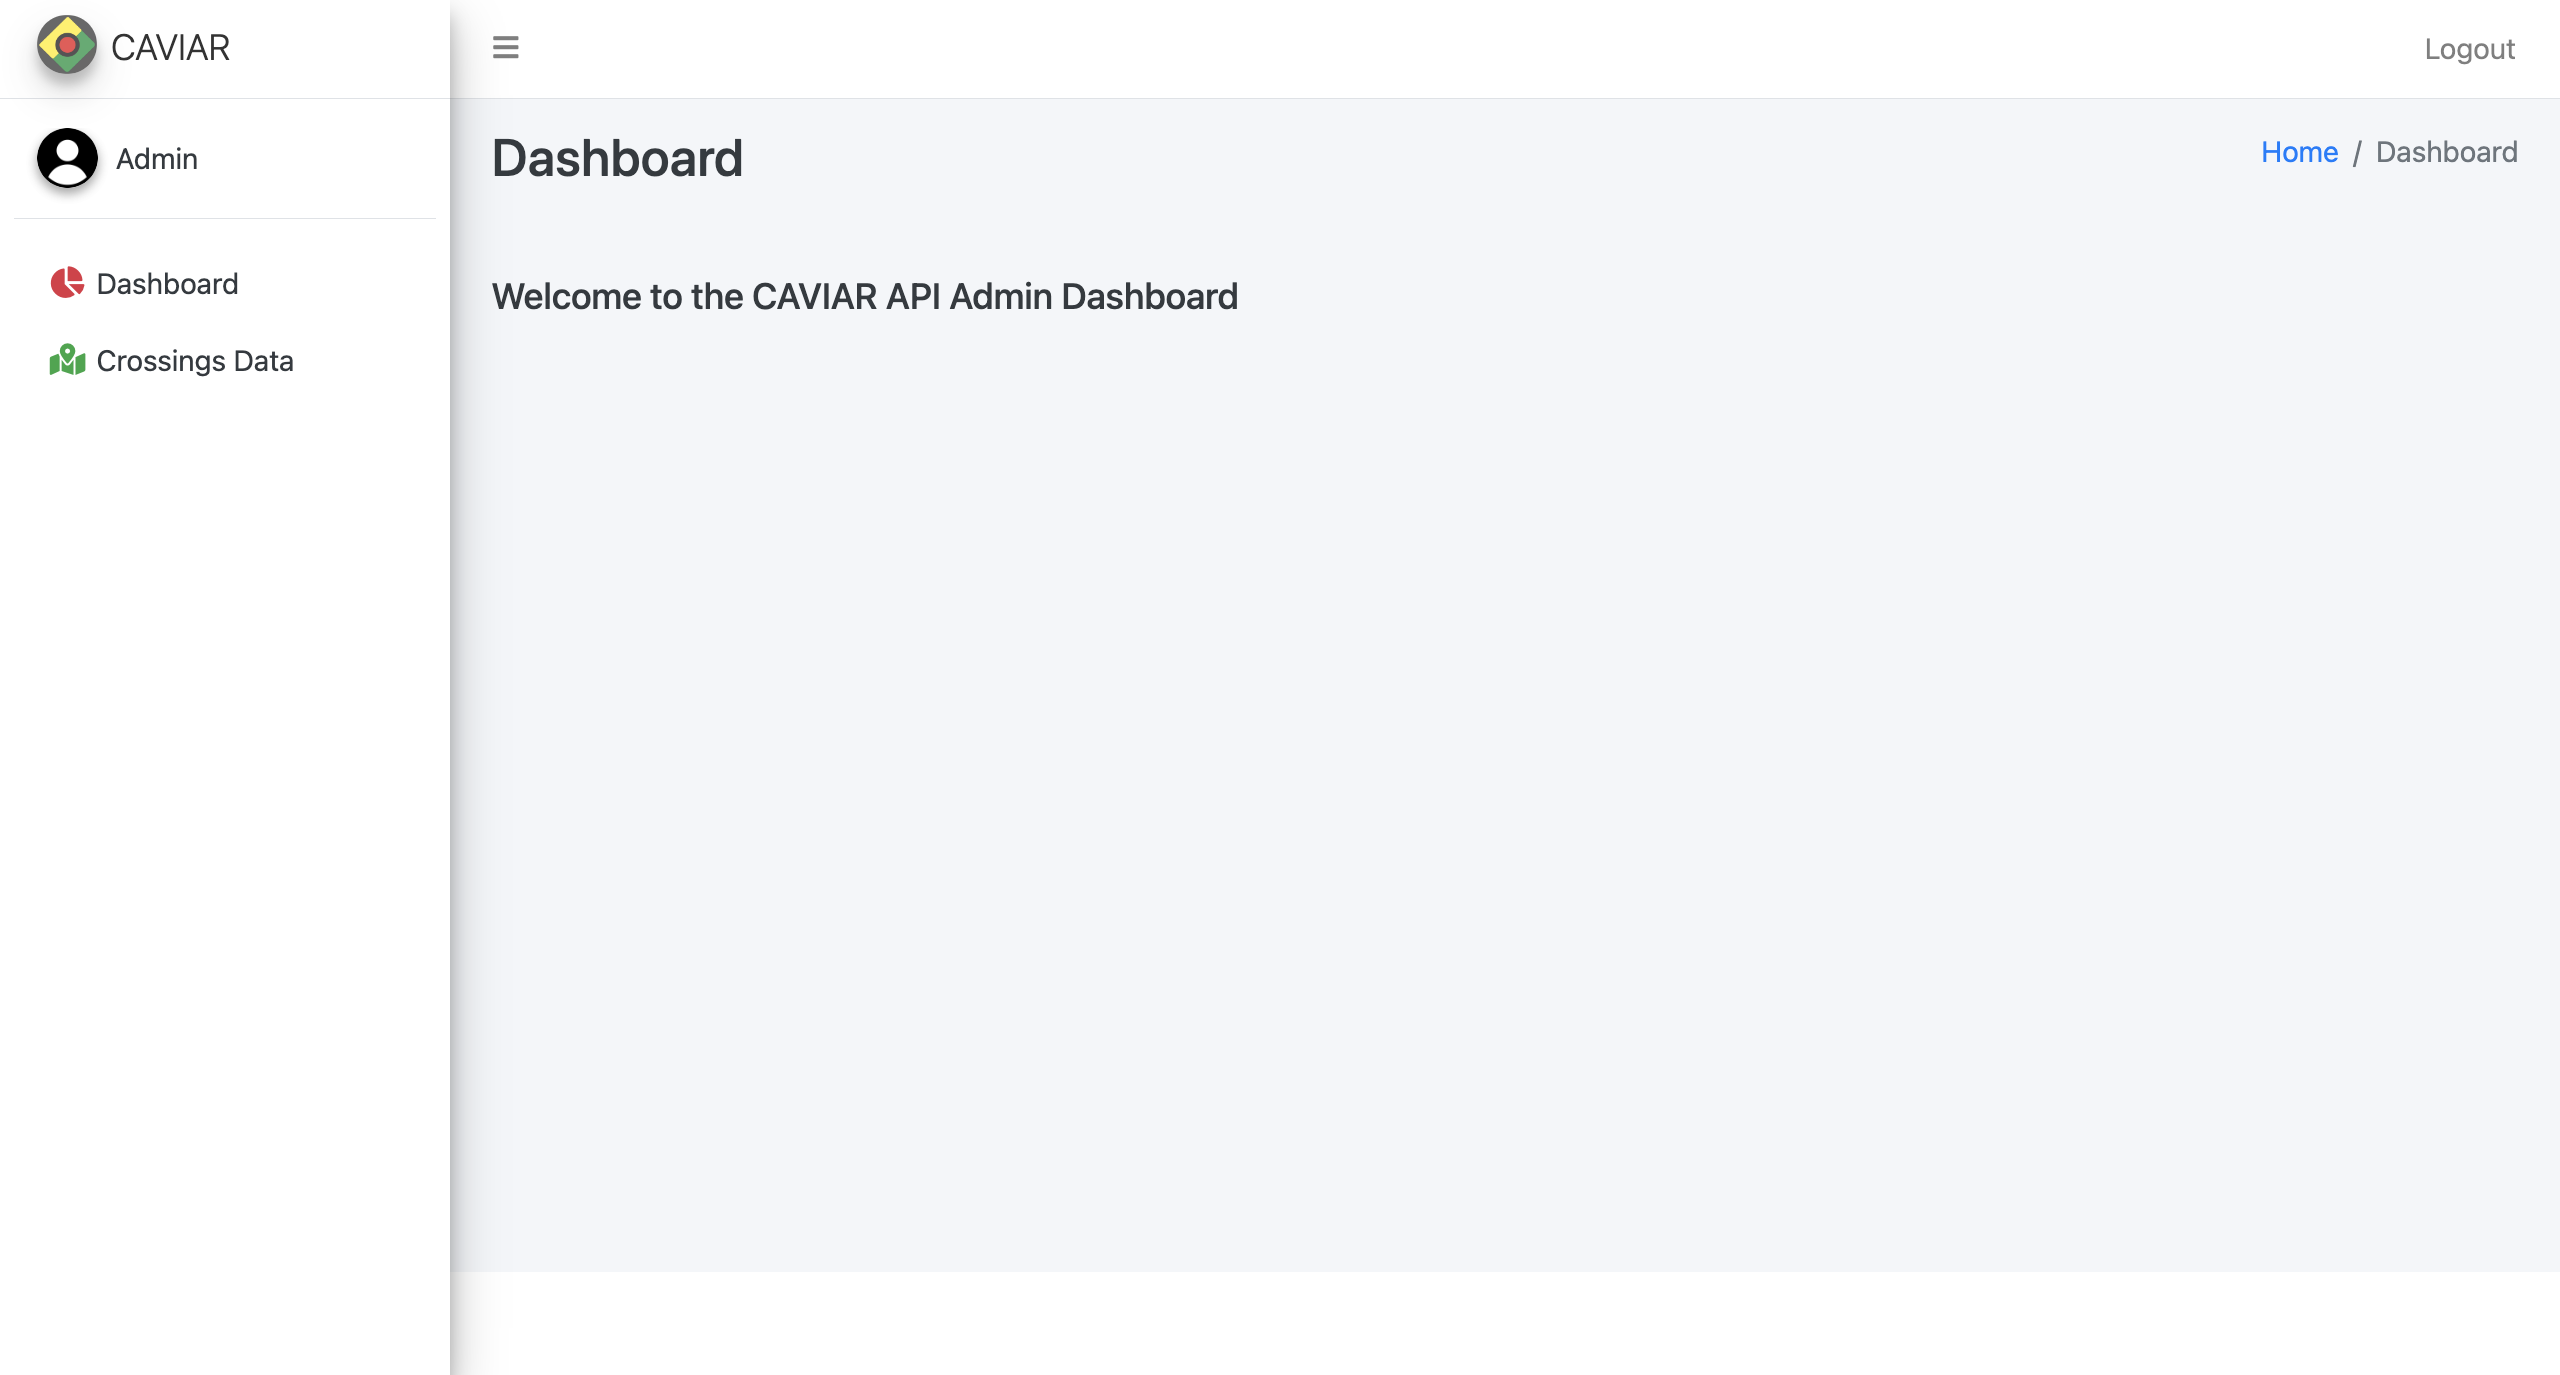 CAVIAR
Logout
Admin
Dashboard
Home / Dashboard
Dashboard
Welcome to the CAVIAR API Admin Dashboard
Crossings Data